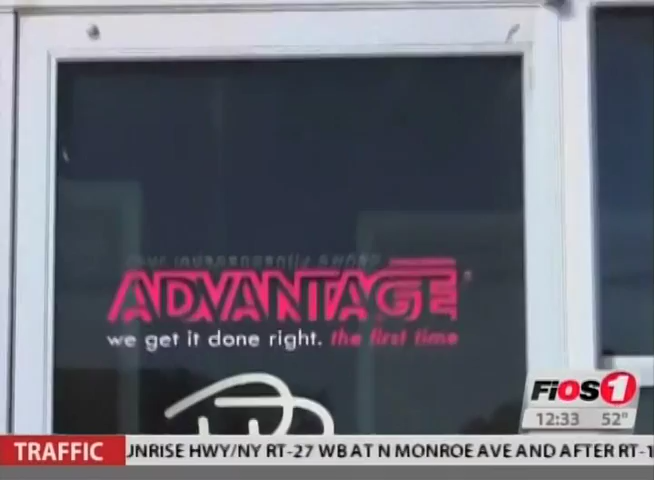 ADVANTAGE
we get it done right. the first time
FiOS1
12:33 52°
TRAFFIC UNRISE HWY/NY RT-27 WB AT N MONROE AVE AND AFTER RT-1